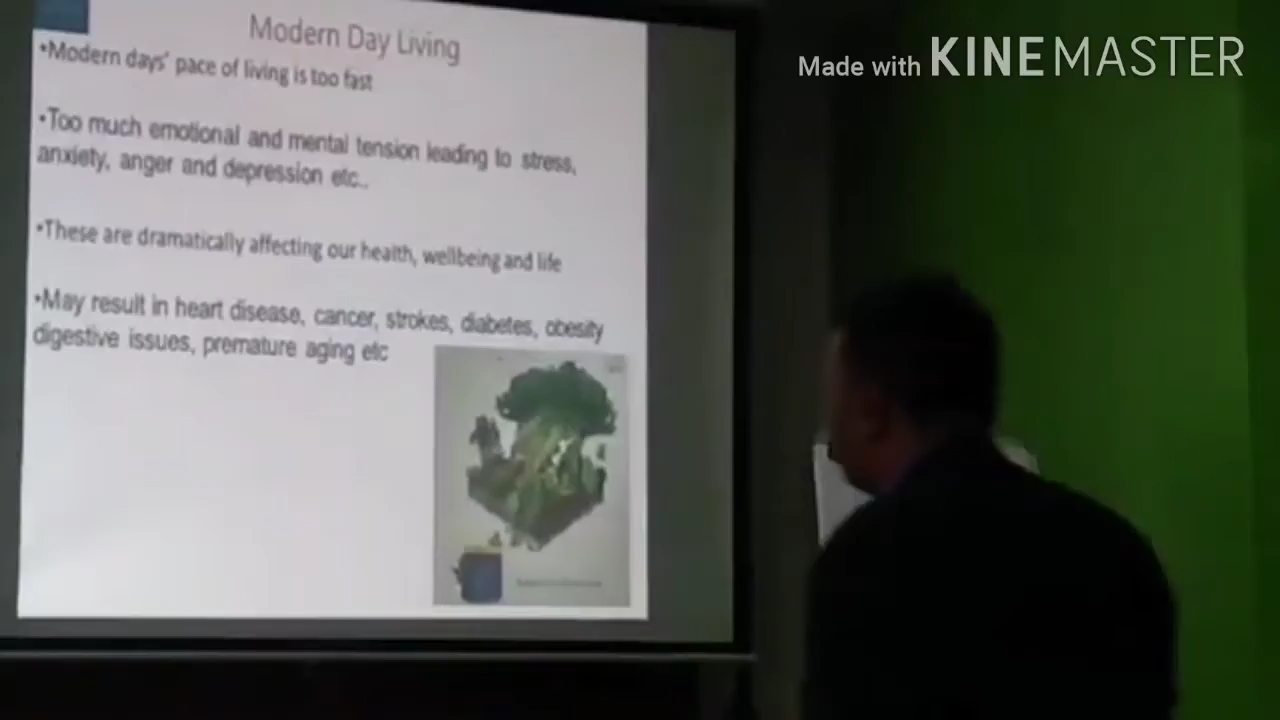 Modern Day Living
Made with KINEMASTER
•Modern days' pace of living is too fast
•Too much emotional and mental tension leading to stress,
anxiety, anger and depression etc..
•These are dramatically affecting our health, wellbeing and life
•May result in heart disease, cancer, strokes, diabetes, obesity
digestive issues, premature aging etc